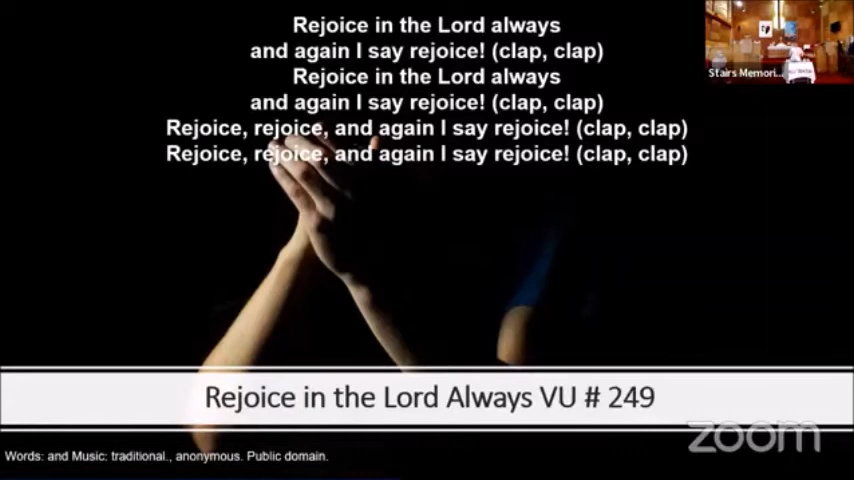 Rejoice in the Lord always
and again I say rejoice! (clap, clap)
Rejoice in the Lord always
and again I say rejoice! (clap, clap)
Rejoice, rejoice, and again I say rejoice! (clap, clap)
Rejoice, rejoice, and again I say rejoice! (clap, clap)
Stairs Memori...
Rejoice in the Lord Always VU # 249
zoom
Words: and Music: traditional., anonymous. Public domain.